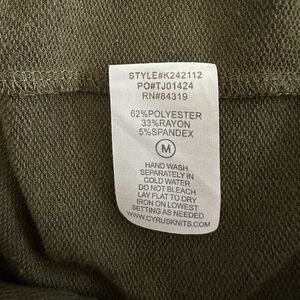 STYLE#K242112
PO#TJ01424
RN#84319
62%POLYESTER
33%RAYON
5%SPANDEX
M
HAND WASH
SEPARATELY IN
COLD WATER
DO NOT BLEACH
LAY FLAT TO DRY
IRON ON LOWEST
SETTING AS NEEDED
WWW.CYRUSKNITS.COM